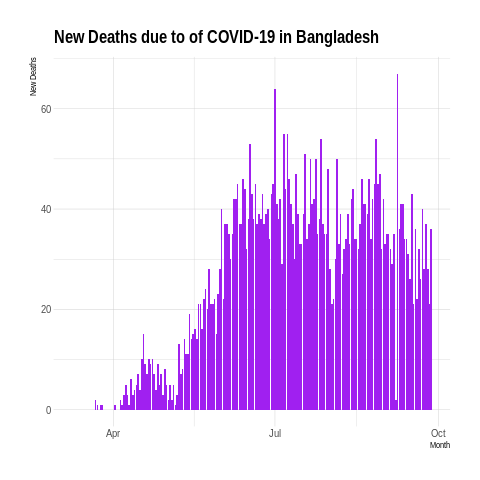 New Deaths due to of COVID-19 in Bangladesh
New Deaths
60
40
20
0
Apr
Jul
Oct
Month